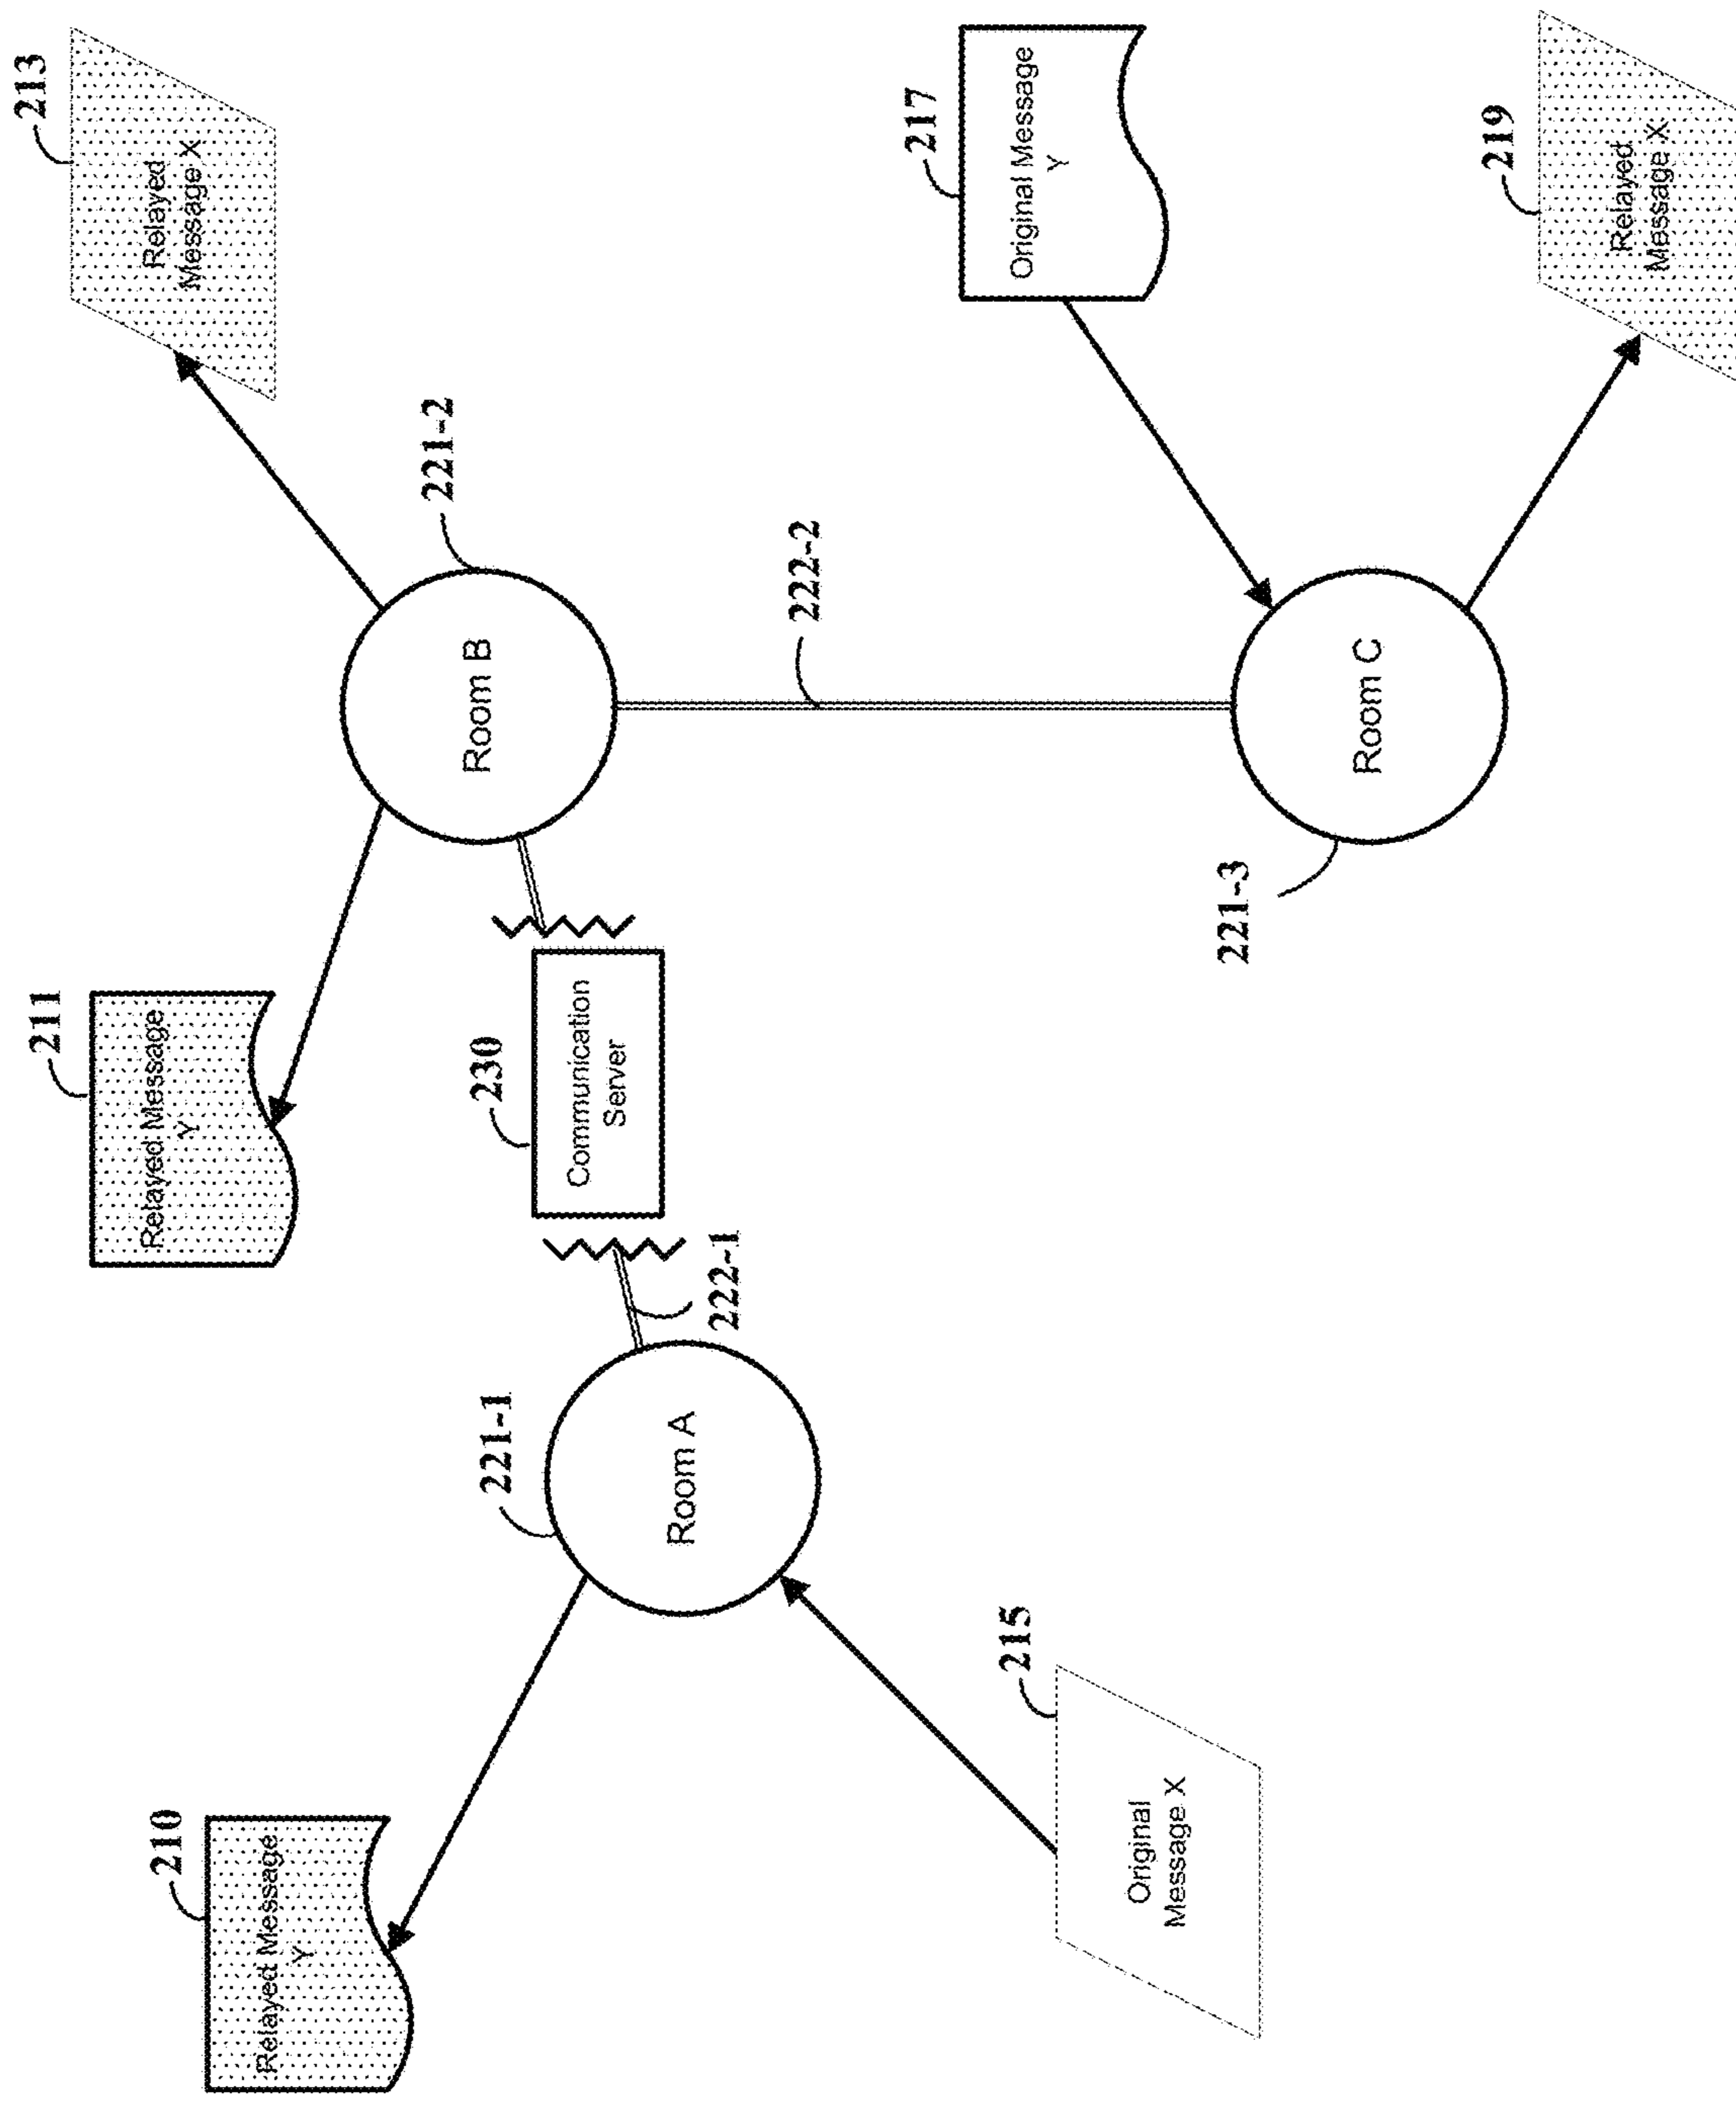 210
Relayed Message
Y
211
Relayed Message
Y
213
Relayed
Message X
221-1
Room A
222-1
230
Communication
Server
221-2
Room B
222-2
215
Original
Message X
217
Original Message
Y
221-3
Room C
219
Relayed
Message X